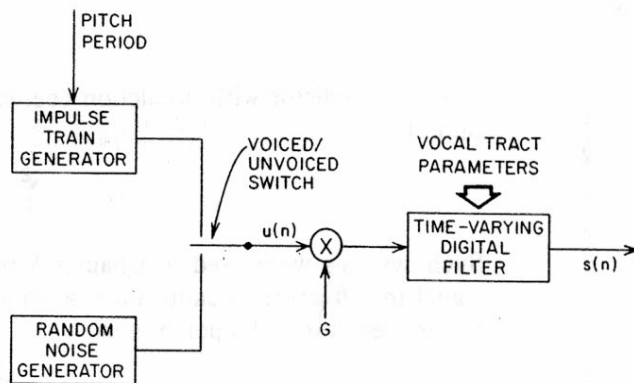 PITCH
PERIOD
IMPULSE
TRAIN
GENERATOR
VOICED/
UNVOICED
SWITCH
VOCAL TRACT
PARAMETERS
u(n)
X
TIME-VARYING
DIGITAL
FILTER
s(n)
G
RANDOM
NOISE
GENERATOR